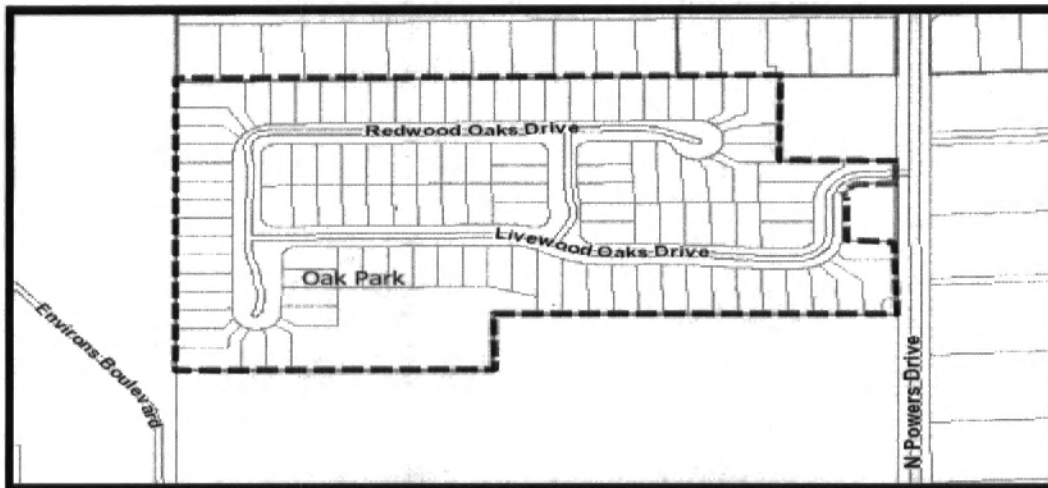 Redwood Oaks Drive
Livewood Oaks Drive
Oak Park
Environs Boulevard
N Powers Drive